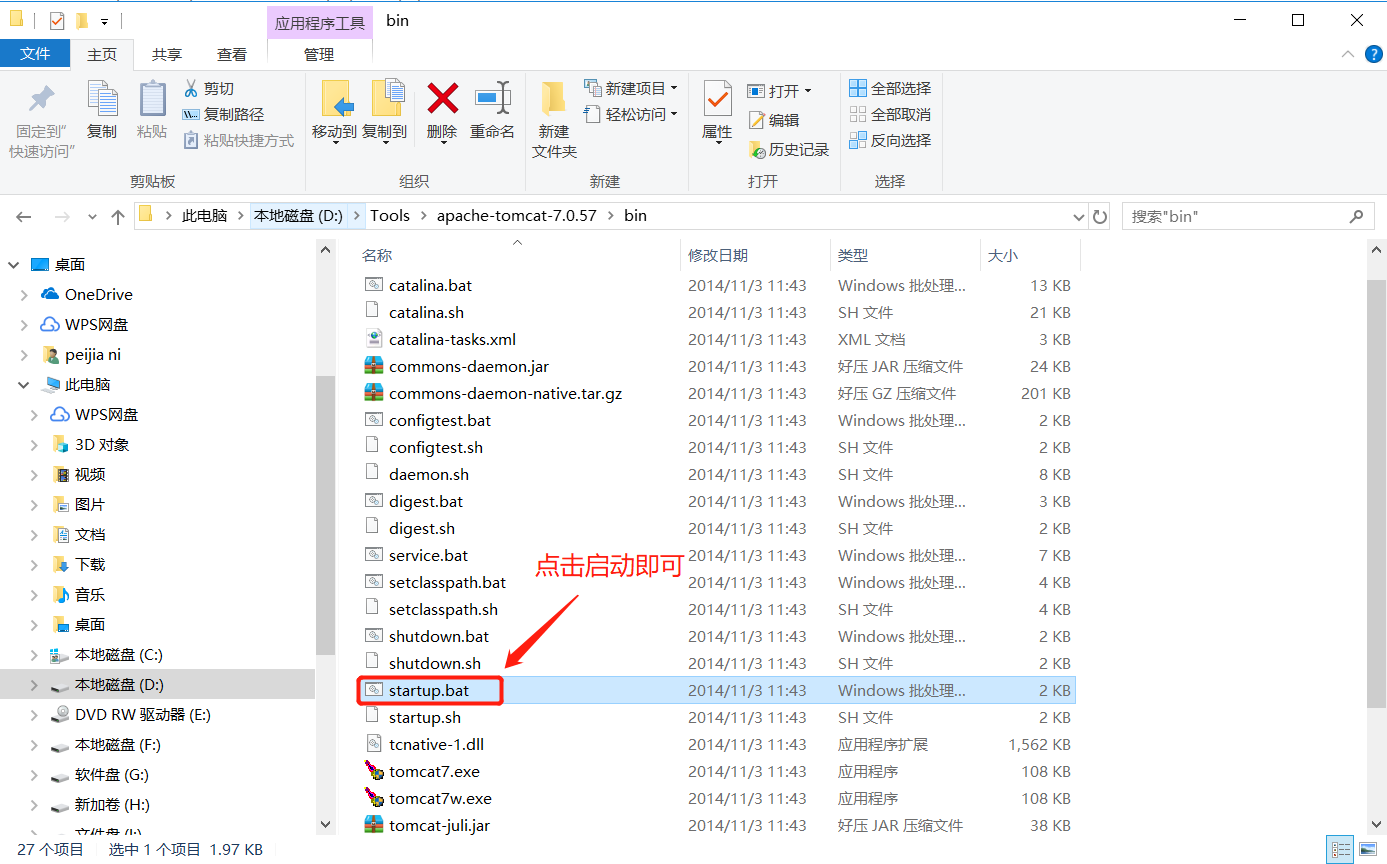 应用程序工具
bin
文件
主页
共享
查看
管理
固定到"
快速访问"
复制
粘贴
剪切
复制路径
粘贴快捷方式
剪贴板
移动到
复制到
删除
重命名
组织
新建
文件夹
新建项目
轻松访问
新建
属性
打开
编辑
历史记录
打开
全部选择
全部取消
反向选择
选择
此电脑
本地磁盘 (D:)
Tools
apache-tomcat-7.0.57
bin
搜索"bin"
桌面
OneDrive
WPS网盘
peijia ni
此电脑
WPS网盘
3D 对象
视频
图片
文档
下载
音乐
桌面
本地磁盘 (C:)
本地磁盘 (D:)
DVD RW 驱动器 (E:)
本地磁盘 (F:)
软件盘 (G:)
新加卷 (H:)
文件盘 (I:)
名称 修改日期 类型 大小
catalina.bat 2014/11/3 11:43 Windows 批处理... 13 KB
catalina.sh 2014/11/3 11:43 SH 文件 21 KB
catalina-tasks.xml 2014/11/3 11:43 XML 文档 3 KB
commons-daemon.jar 2014/11/3 11:43 好压 JAR 压缩文件 24 KB
commons-daemon-native.tar.gz 2014/11/3 11:43 好压 GZ 压缩文件 201 KB
configtest.bat 2014/11/3 11:43 Windows 批处理... 2 KB
configtest.sh 2014/11/3 11:43 SH 文件 2 KB
daemon.sh 2014/11/3 11:43 SH 文件 8 KB
digest.bat 2014/11/3 11:43 Windows 批处理... 3 KB
digest.sh 2014/11/3 11:43 SH 文件 2 KB
service.bat 2014/11/3 11:43 Windows 批处理... 7 KB
点击启动即可
setclasspath.bat 2014/11/3 11:43 Windows 批处理... 4 KB
setclasspath.sh 2014/11/3 11:43 SH 文件 4 KB
shutdown.bat 2014/11/3 11:43 Windows 批处理... 2 KB
shutdown.sh 2014/11/3 11:43 SH 文件 2 KB
startup.bat 2014/11/3 11:43 Windows 批处理... 2 KB
startup.sh 2014/11/3 11:43 SH 文件 2 KB
tcnative-1.dll 2014/11/3 11:43 应用程序扩展 1,562 KB
tomcat7.exe 2014/11/3 11:43 应用程序 108 KB
tomcat7w.exe 2014/11/3 11:43 应用程序 108 KB
tomcat-juli.jar 2014/11/3 11:43 好压 JAR 压缩文件 38 KB
27 个项目
选中 1 个项目 1.97 KB